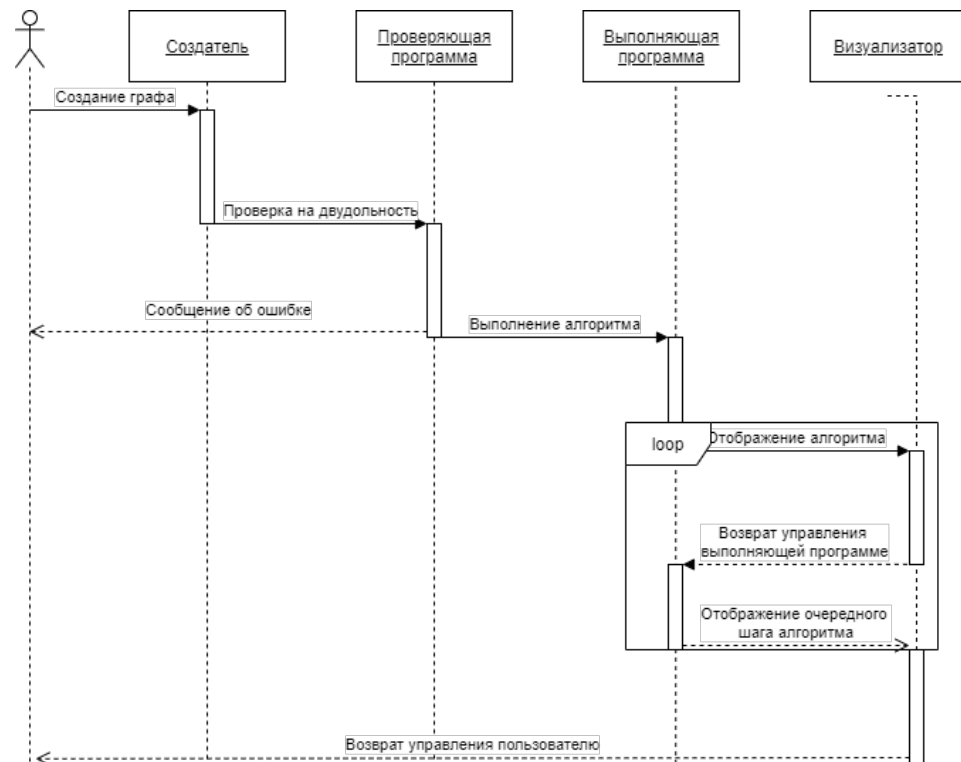 Создатель
Проверяющая
программа
Выполняющая
программа
Визуализатор
Создание графа
Проверка на двудольность
Сообщение об ошибке
Выполнение алгоритма
loop
Отображение алгоритма
Возврат управления
выполняющей программе
Отображение очередного
шага алгоритма
Возврат управления пользователю